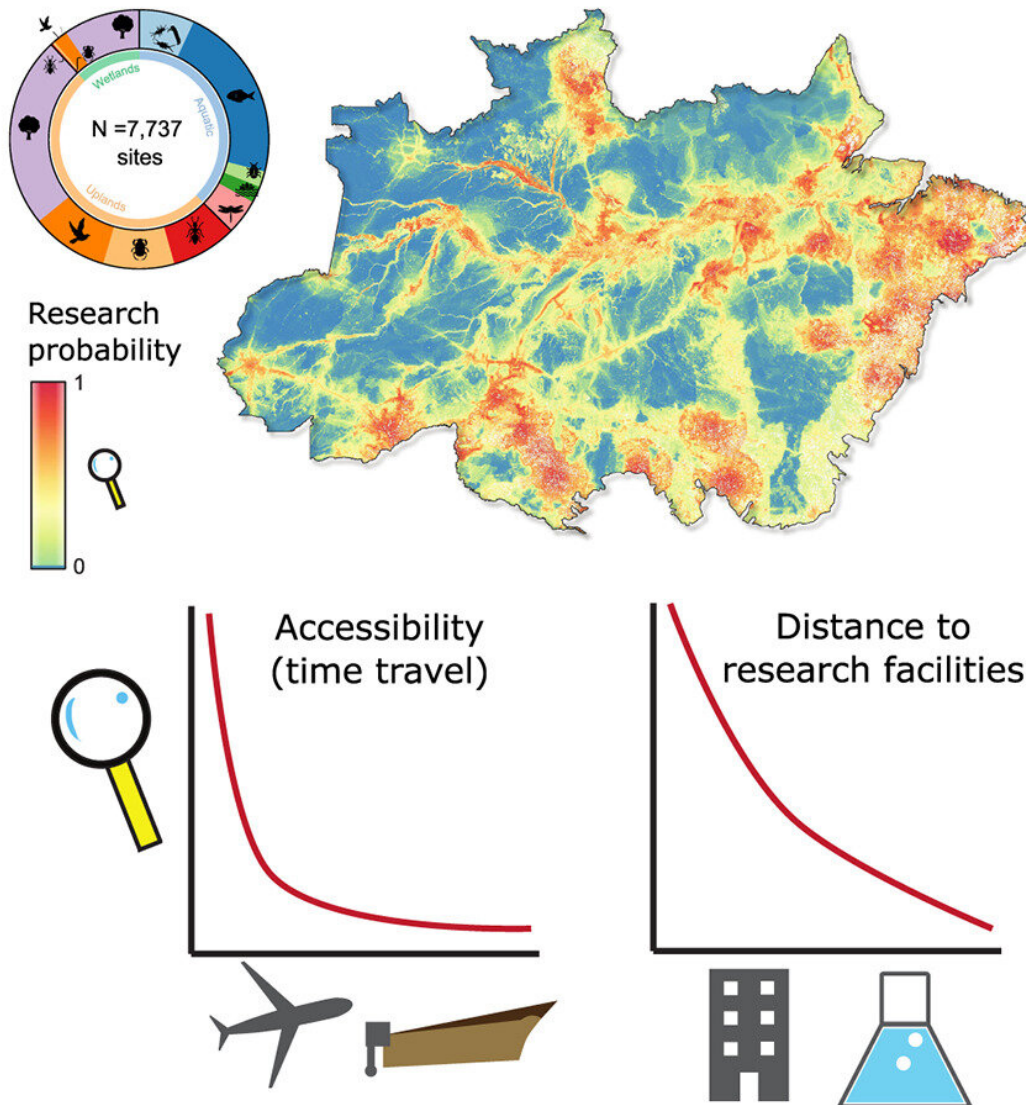 Wetlands
Aquatic
Uplands
N =7,737
sites
Research
probability
1
0
Accessibility
(time travel)
Distance to
research facilities